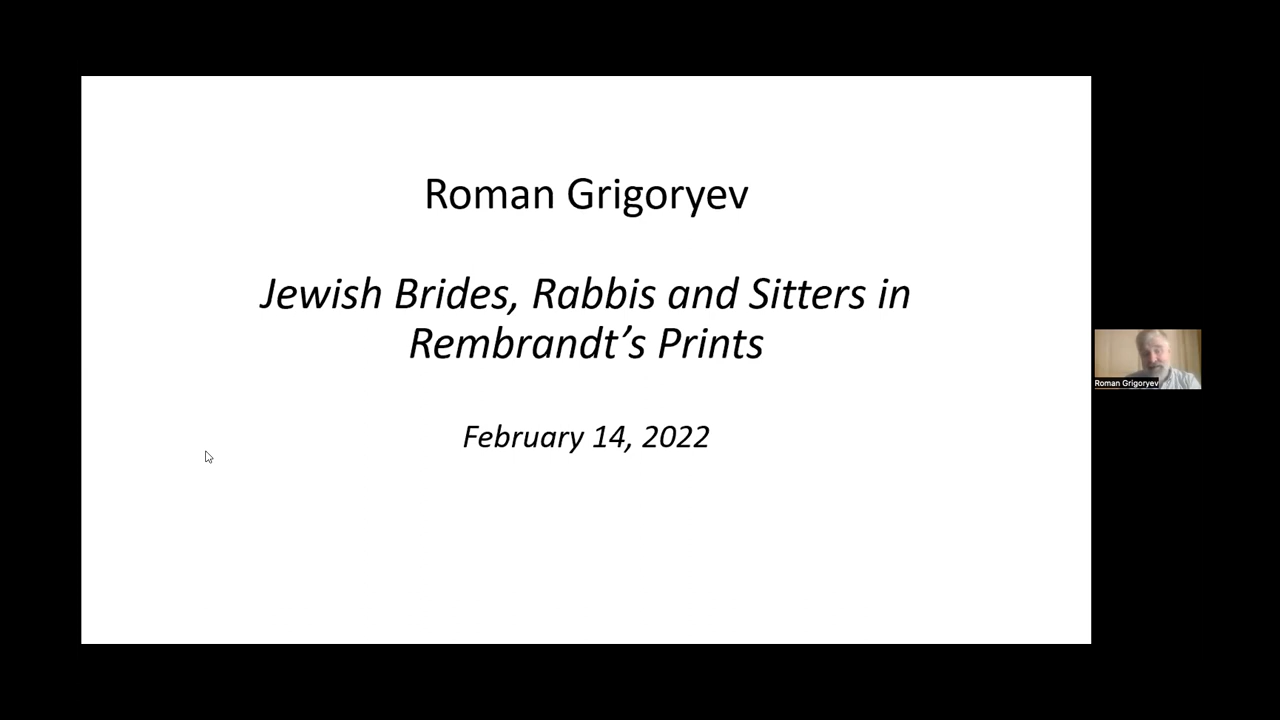 Roman Grigoryev
Jewish Brides, Rabbis and Sitters in
Rembrandt’s Prints
February 14, 2022
Roman Grigoryev